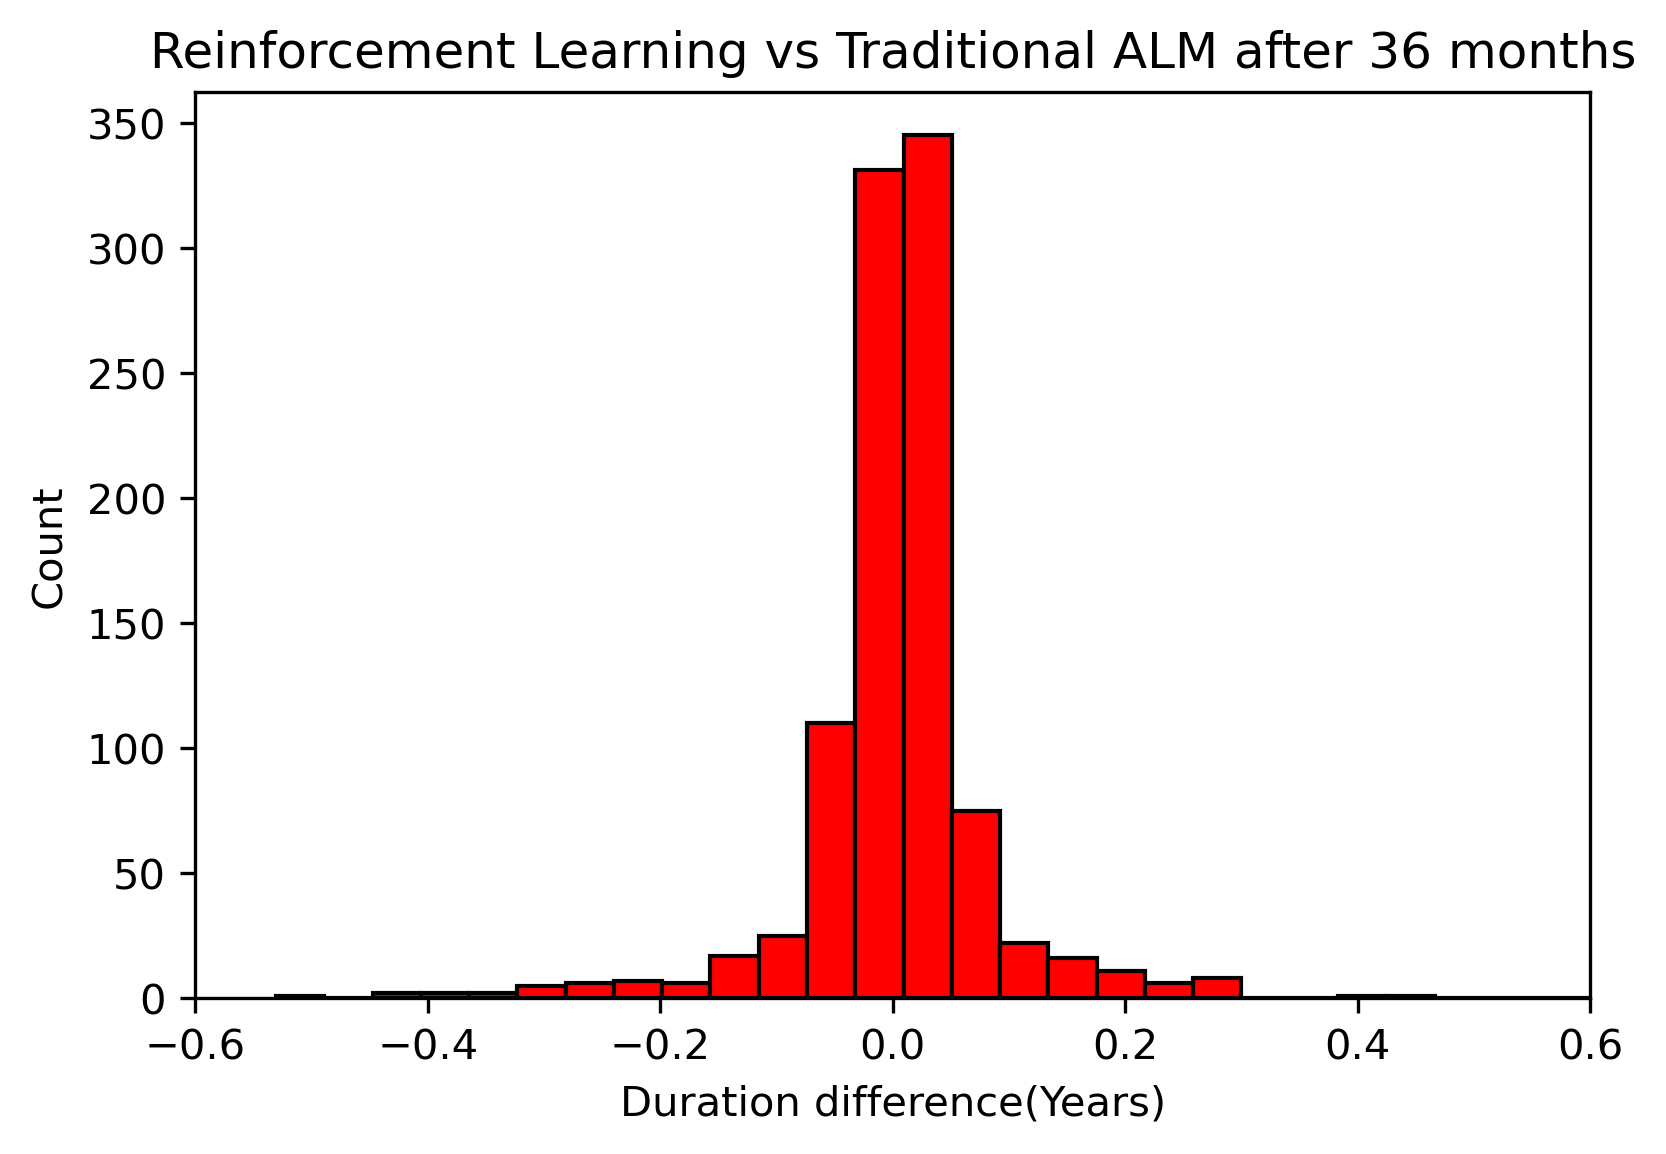 Reinforcement Learning vs Traditional ALM after 36 months
350
300
250
200
150
100
50
0
Count
−0.6 −0.4 −0.2 0.0 0.2 0.4 0.6
Duration difference(Years)